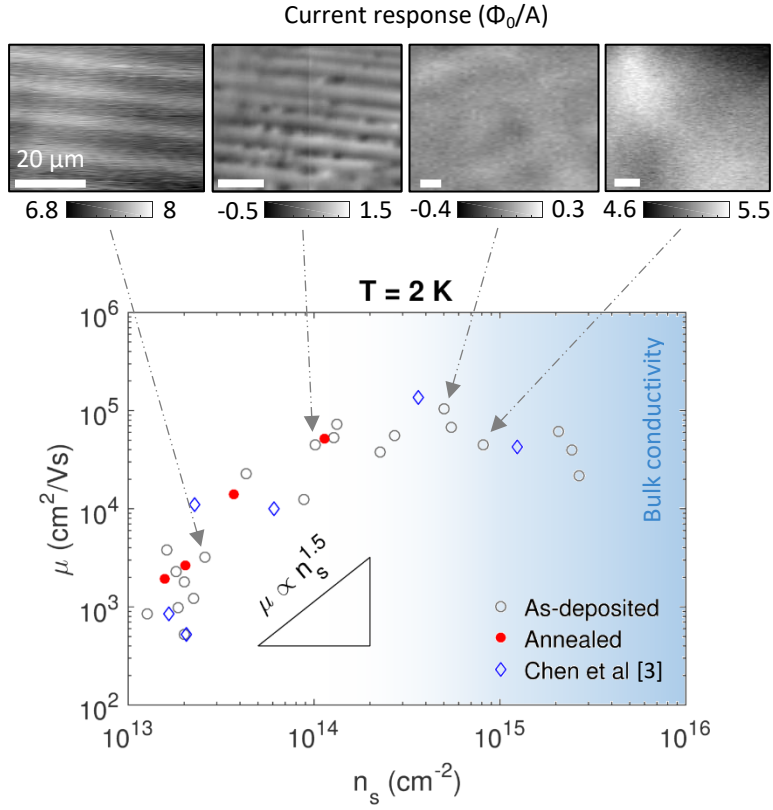 Current response (Φ₀/A)
20 µm
6.8 8 -0.5 1.5 -0.4 0.3 4.6 5.5
T = 2 K
10⁶
10⁵
10⁴
10³
10²
µ (cm²/Vs)
Bulk conductivity
µ ∝ nₛ^1.5
As-deposited
Annealed
Chen et al [3]
10¹³ 10¹⁴ 10¹⁵ 10¹⁶
nₛ (cm⁻²)